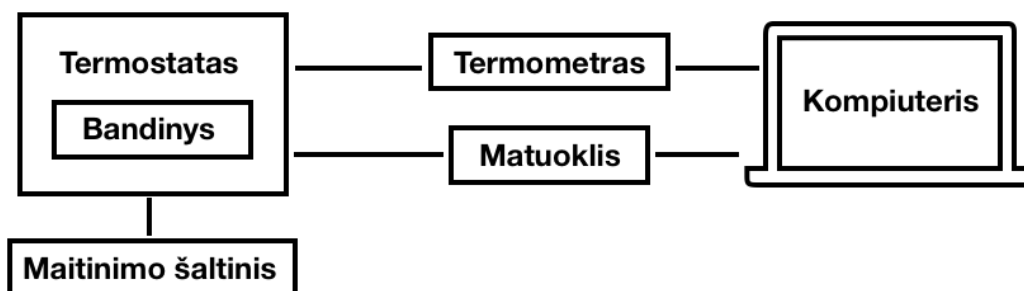 Termostatas
Bandinys
Termometras
Matuoklis
Kompiuteris
Maitinimo šaltinis